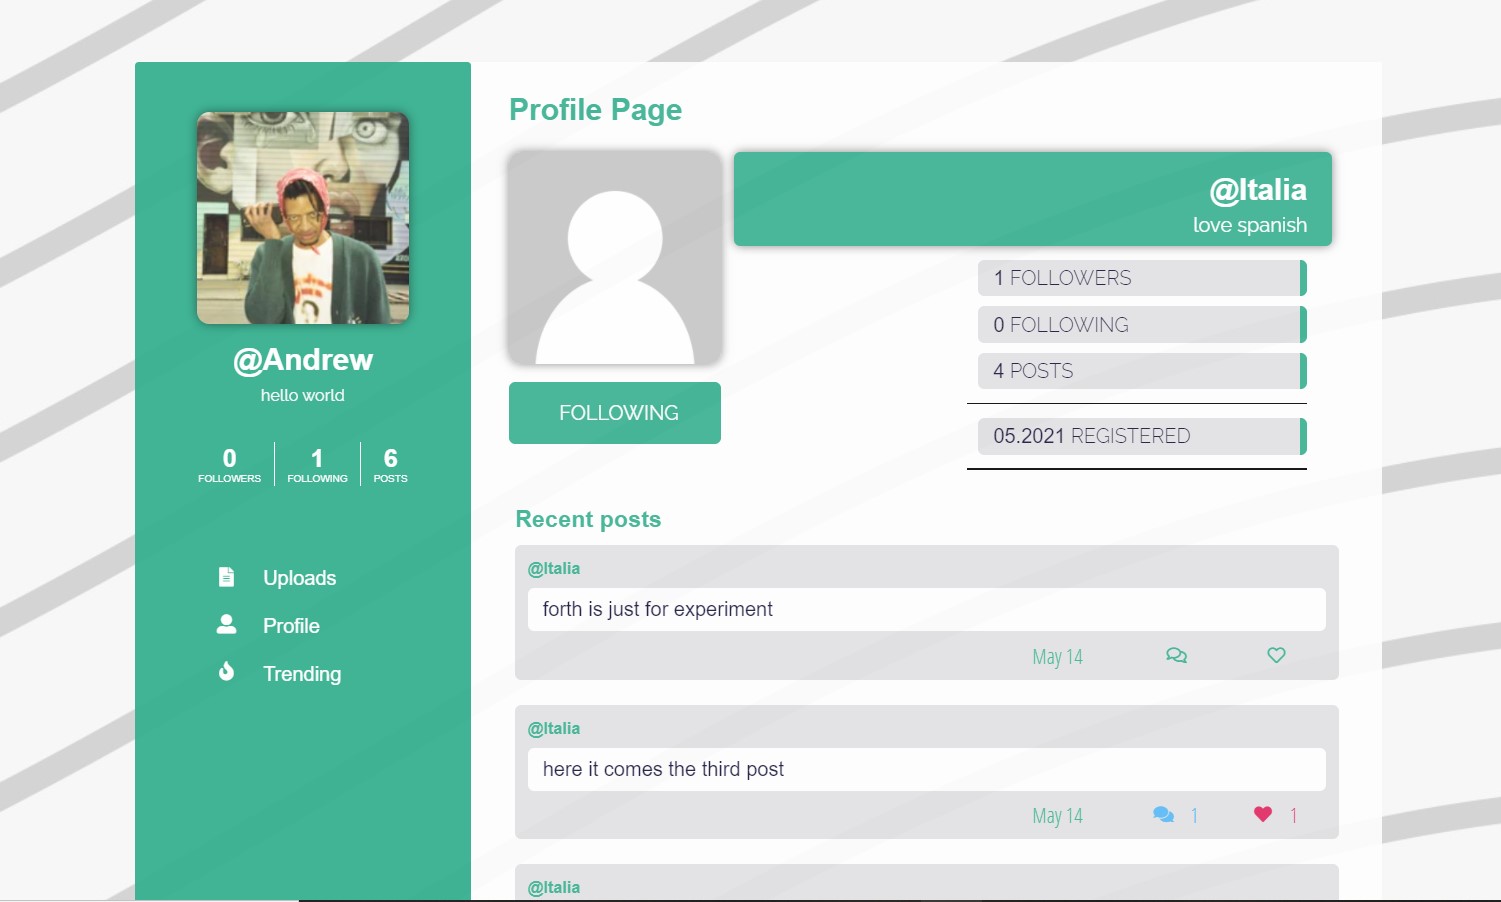 @Andrew
hello world
0 1 6
FOLLOWERS FOLLOWING POSTS
Uploads
Profile
Trending
Profile Page
@Italia
love spanish
1 FOLLOWERS
0 FOLLOWING
4 POSTS
05.2021 REGISTERED
FOLLOWING
Recent posts
@Italia
forth is just for experiment
May 14
@Italia
here it comes the third post
May 14 1 1
@Italia